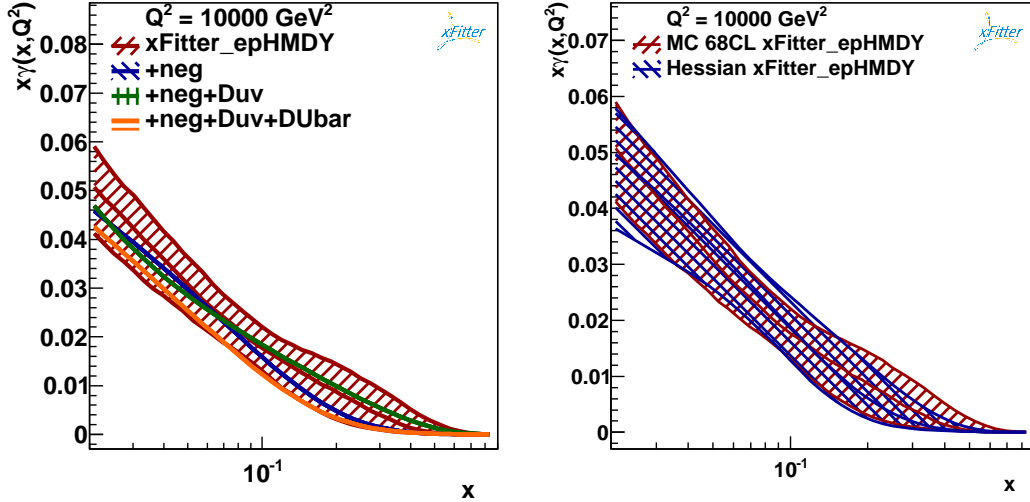 Q² = 10000 GeV²
xFitter_epHMDY
+neg
+neg+Duv
+neg+Duv+DUbar
xFitter
xγ(x,Q²)
0.08
0.07
0.06
0.05
0.04
0.03
0.02
0.01
0
10⁻¹
x
Q² = 10000 GeV²
MC 68CL xFitter_epHMDY
Hessian xFitter_epHMDY
xFitter
xγ(x,Q²)
0.07
0.06
0.05
0.04
0.03
0.02
0.01
0
10⁻¹
x